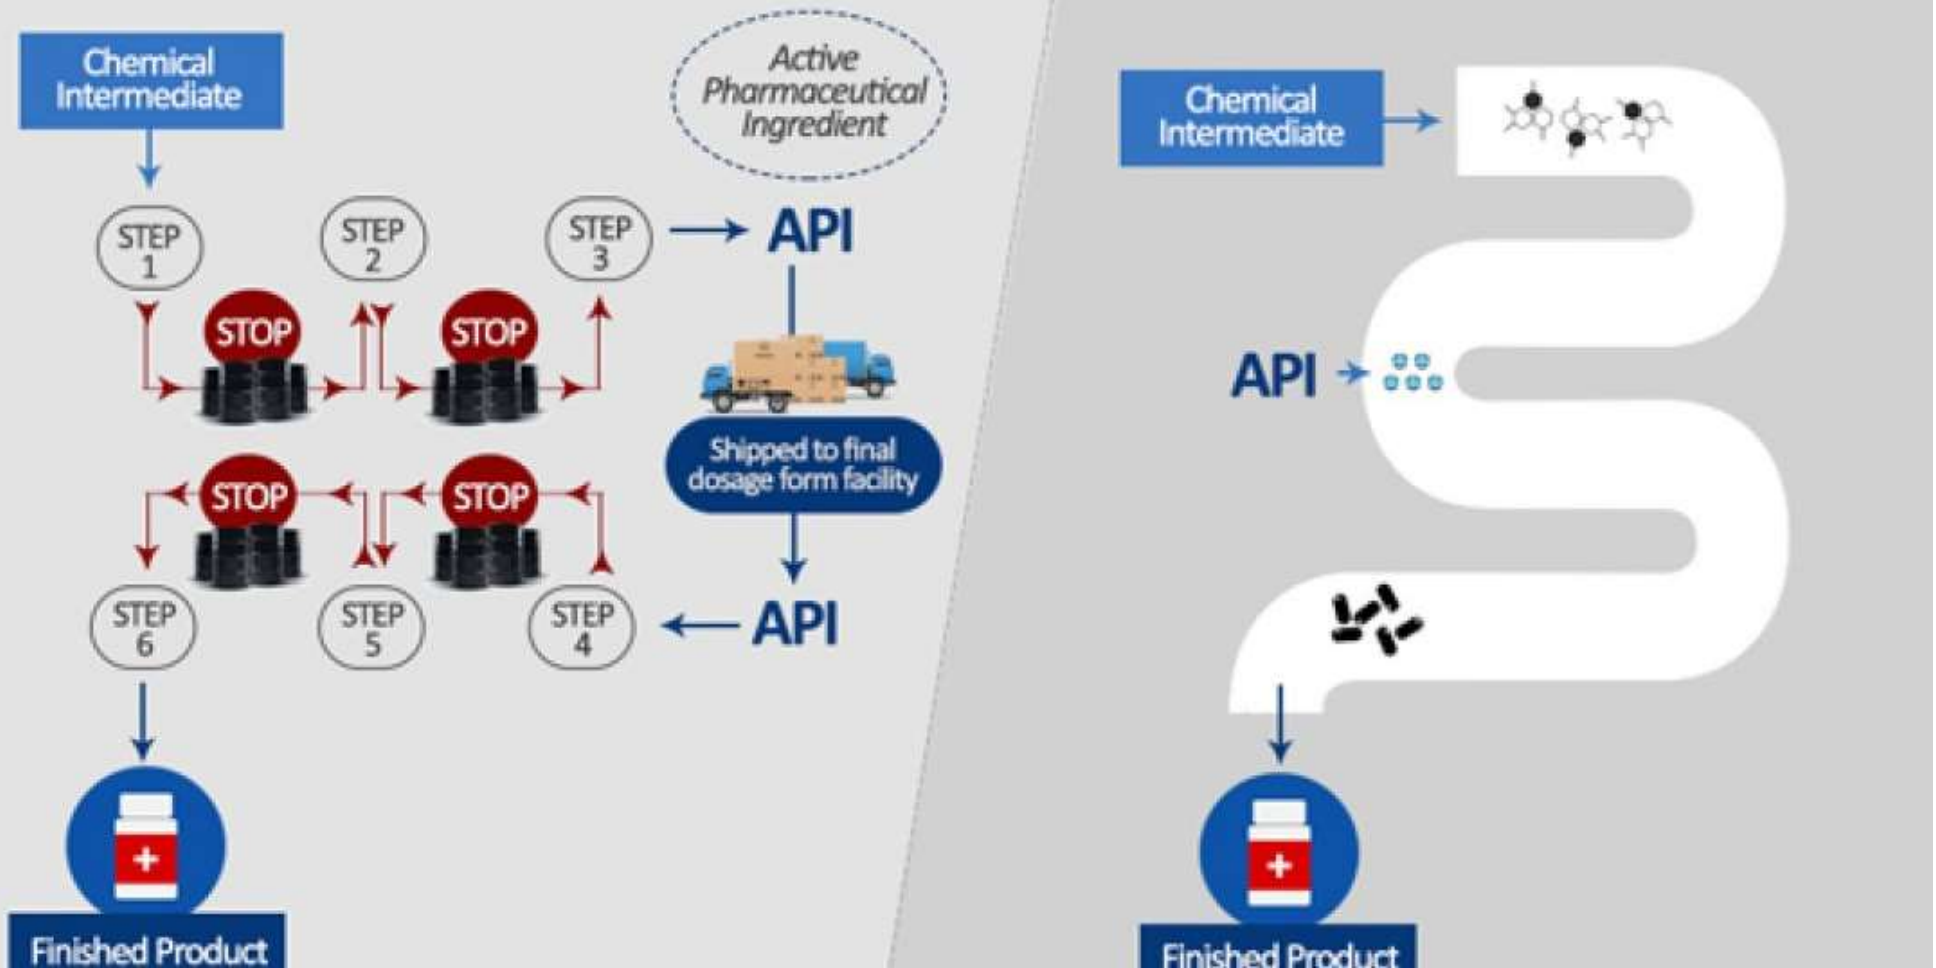 Chemical
Intermediate
Active
Pharmaceutical
Ingredient
STEP
1
STEP
2
STEP
3
API
STOP
STOP
Shipped to final
dosage form facility
STOP
STOP
STEP
6
STEP
5
STEP
4
API
Finished Product
Chemical
Intermediate
API
Finished Product